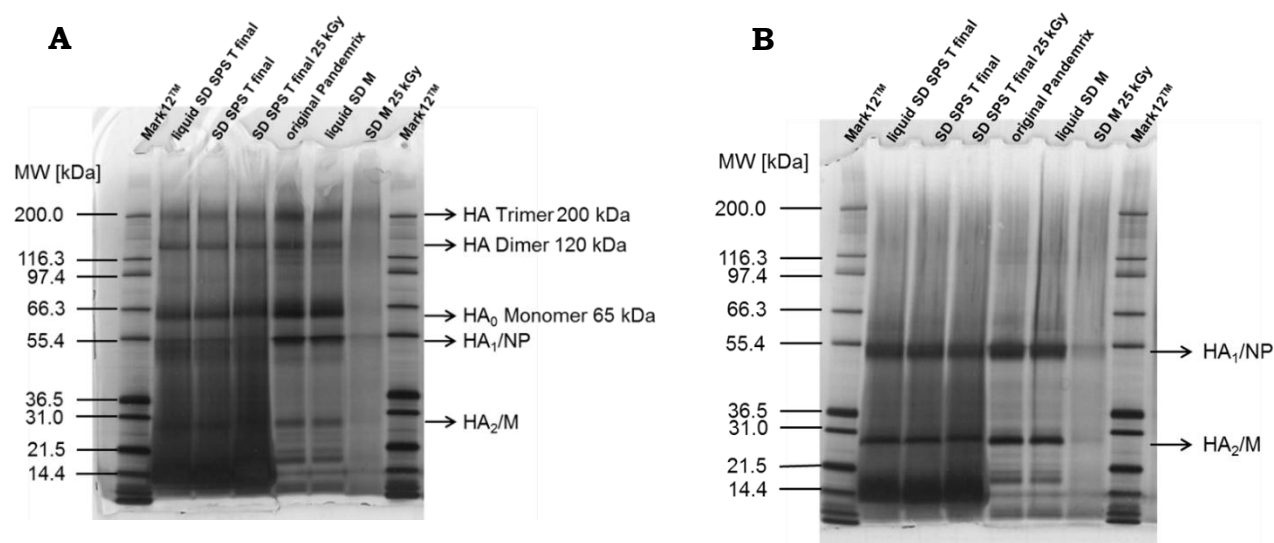 A
Mark12™
liquid SD SPS T final
SD SPS T final
SD SPS T final 25 kGy
original Pandemrix
liquid SD M
SD M 25 kGy
Mark12™
MW [kDa]
200.0
116.3
97.4
66.3
55.4
36.5
31.0
21.5
14.4
HA Trimer 200 kDa
HA Dimer 120 kDa
HA₀ Monomer 65 kDa
HA₁/NP
HA₂/M
B
Mark12™
liquid SD SPS T final
SD SPS T final
SD SPS T final 25 kGy
original Pandemrix
liquid SD M
SD M 25 kGy
Mark12™
MW [kDa]
200.0
116.3
97.4
66.3
55.4
36.5
31.0
21.5
14.4
HA₁/NP
HA₂/M